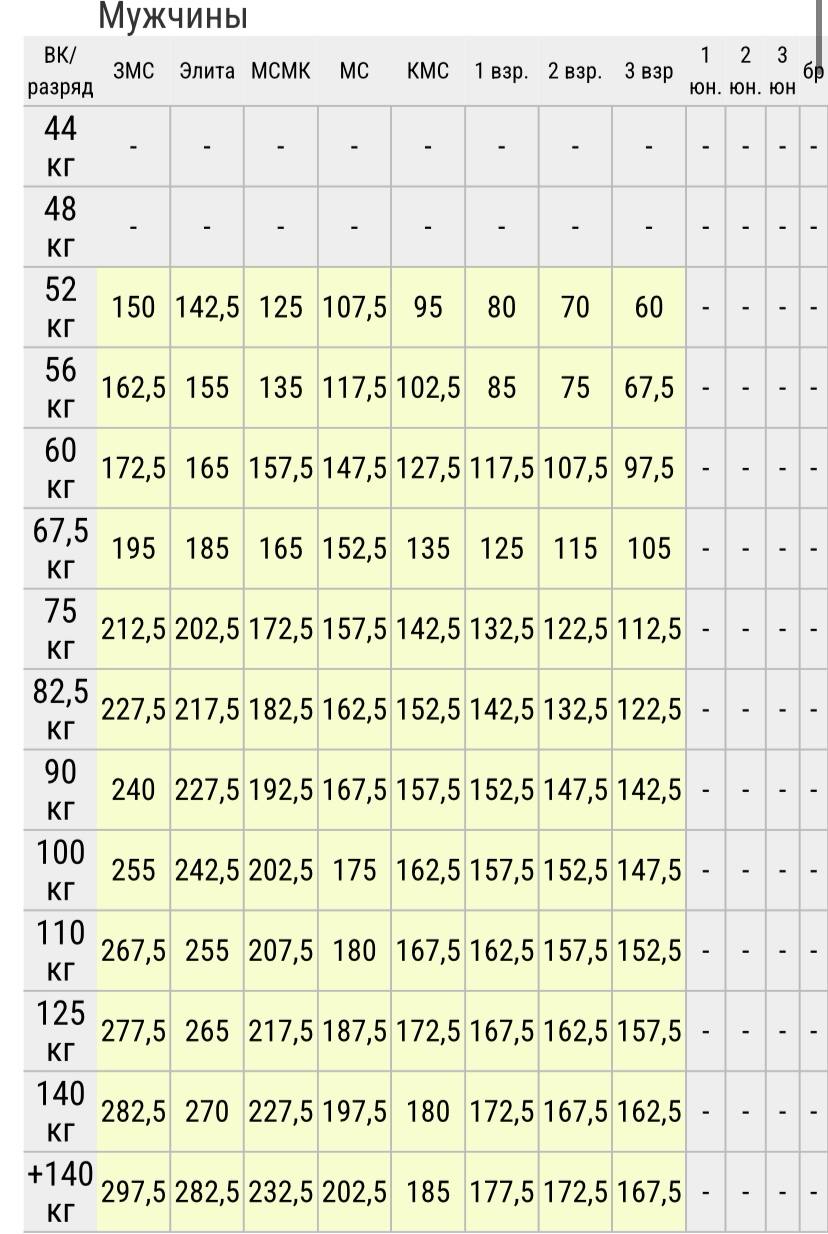 Мужчины
ВК/ разряд ЗМС Элита МСМК МС КМС 1 взр. 2 взр. 3 взр 1 юн. 2 юн. 3 юн бр
44 кг - - - - - - - - - - - -
48 кг - - - - - - - - - - - -
52 кг 150 142,5 125 107,5 95 80 70 60 - - - -
56 кг 162,5 155 135 117,5 102,5 85 75 67,5 - - - -
60 кг 172,5 165 157,5 147,5 127,5 117,5 107,5 97,5 - - - -
67,5 кг 195 185 165 152,5 135 125 115 105 - - - -
75 кг 212,5 202,5 172,5 157,5 142,5 132,5 122,5 112,5 - - - -
82,5 кг 227,5 217,5 182,5 162,5 152,5 142,5 132,5 122,5 - - - -
90 кг 240 227,5 192,5 167,5 157,5 152,5 147,5 142,5 - - - -
100 кг 255 242,5 202,5 175 162,5 157,5 152,5 147,5 - - - -
110 кг 267,5 255 207,5 180 167,5 162,5 157,5 152,5 - - - -
125 кг 277,5 265 217,5 187,5 172,5 167,5 162,5 157,5 - - - -
140 кг 282,5 270 227,5 197,5 180 172,5 167,5 162,5 - - - -
+140 кг 297,5 282,5 232,5 202,5 185 177,5 172,5 167,5 - - - -